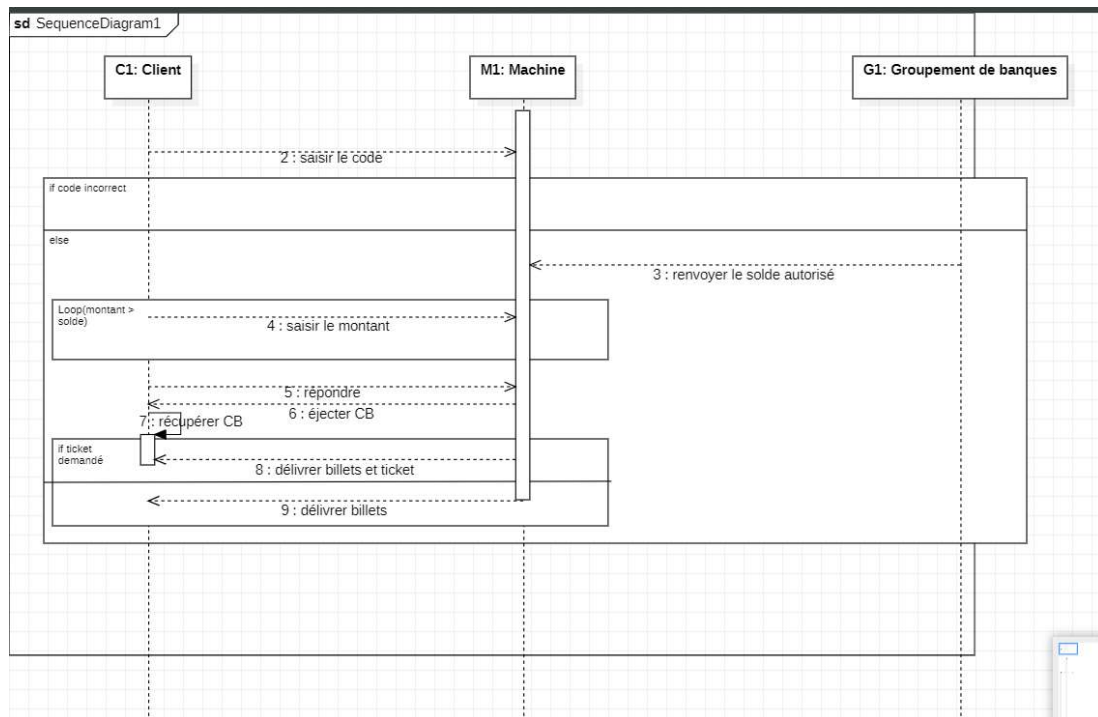 sd SequenceDiagram1
C1: Client
M1: Machine
G1: Groupement de banques
2 : saisir le code
if code incorrect
else
3 : renvoyer le solde autorisé
Loop(montant >
solde)
4 : saisir le montant
5 : répondre
6 : éjecter CB
7 : récupérer CB
if ticket
demandé
8 : délivrer billets et ticket
9 : délivrer billets